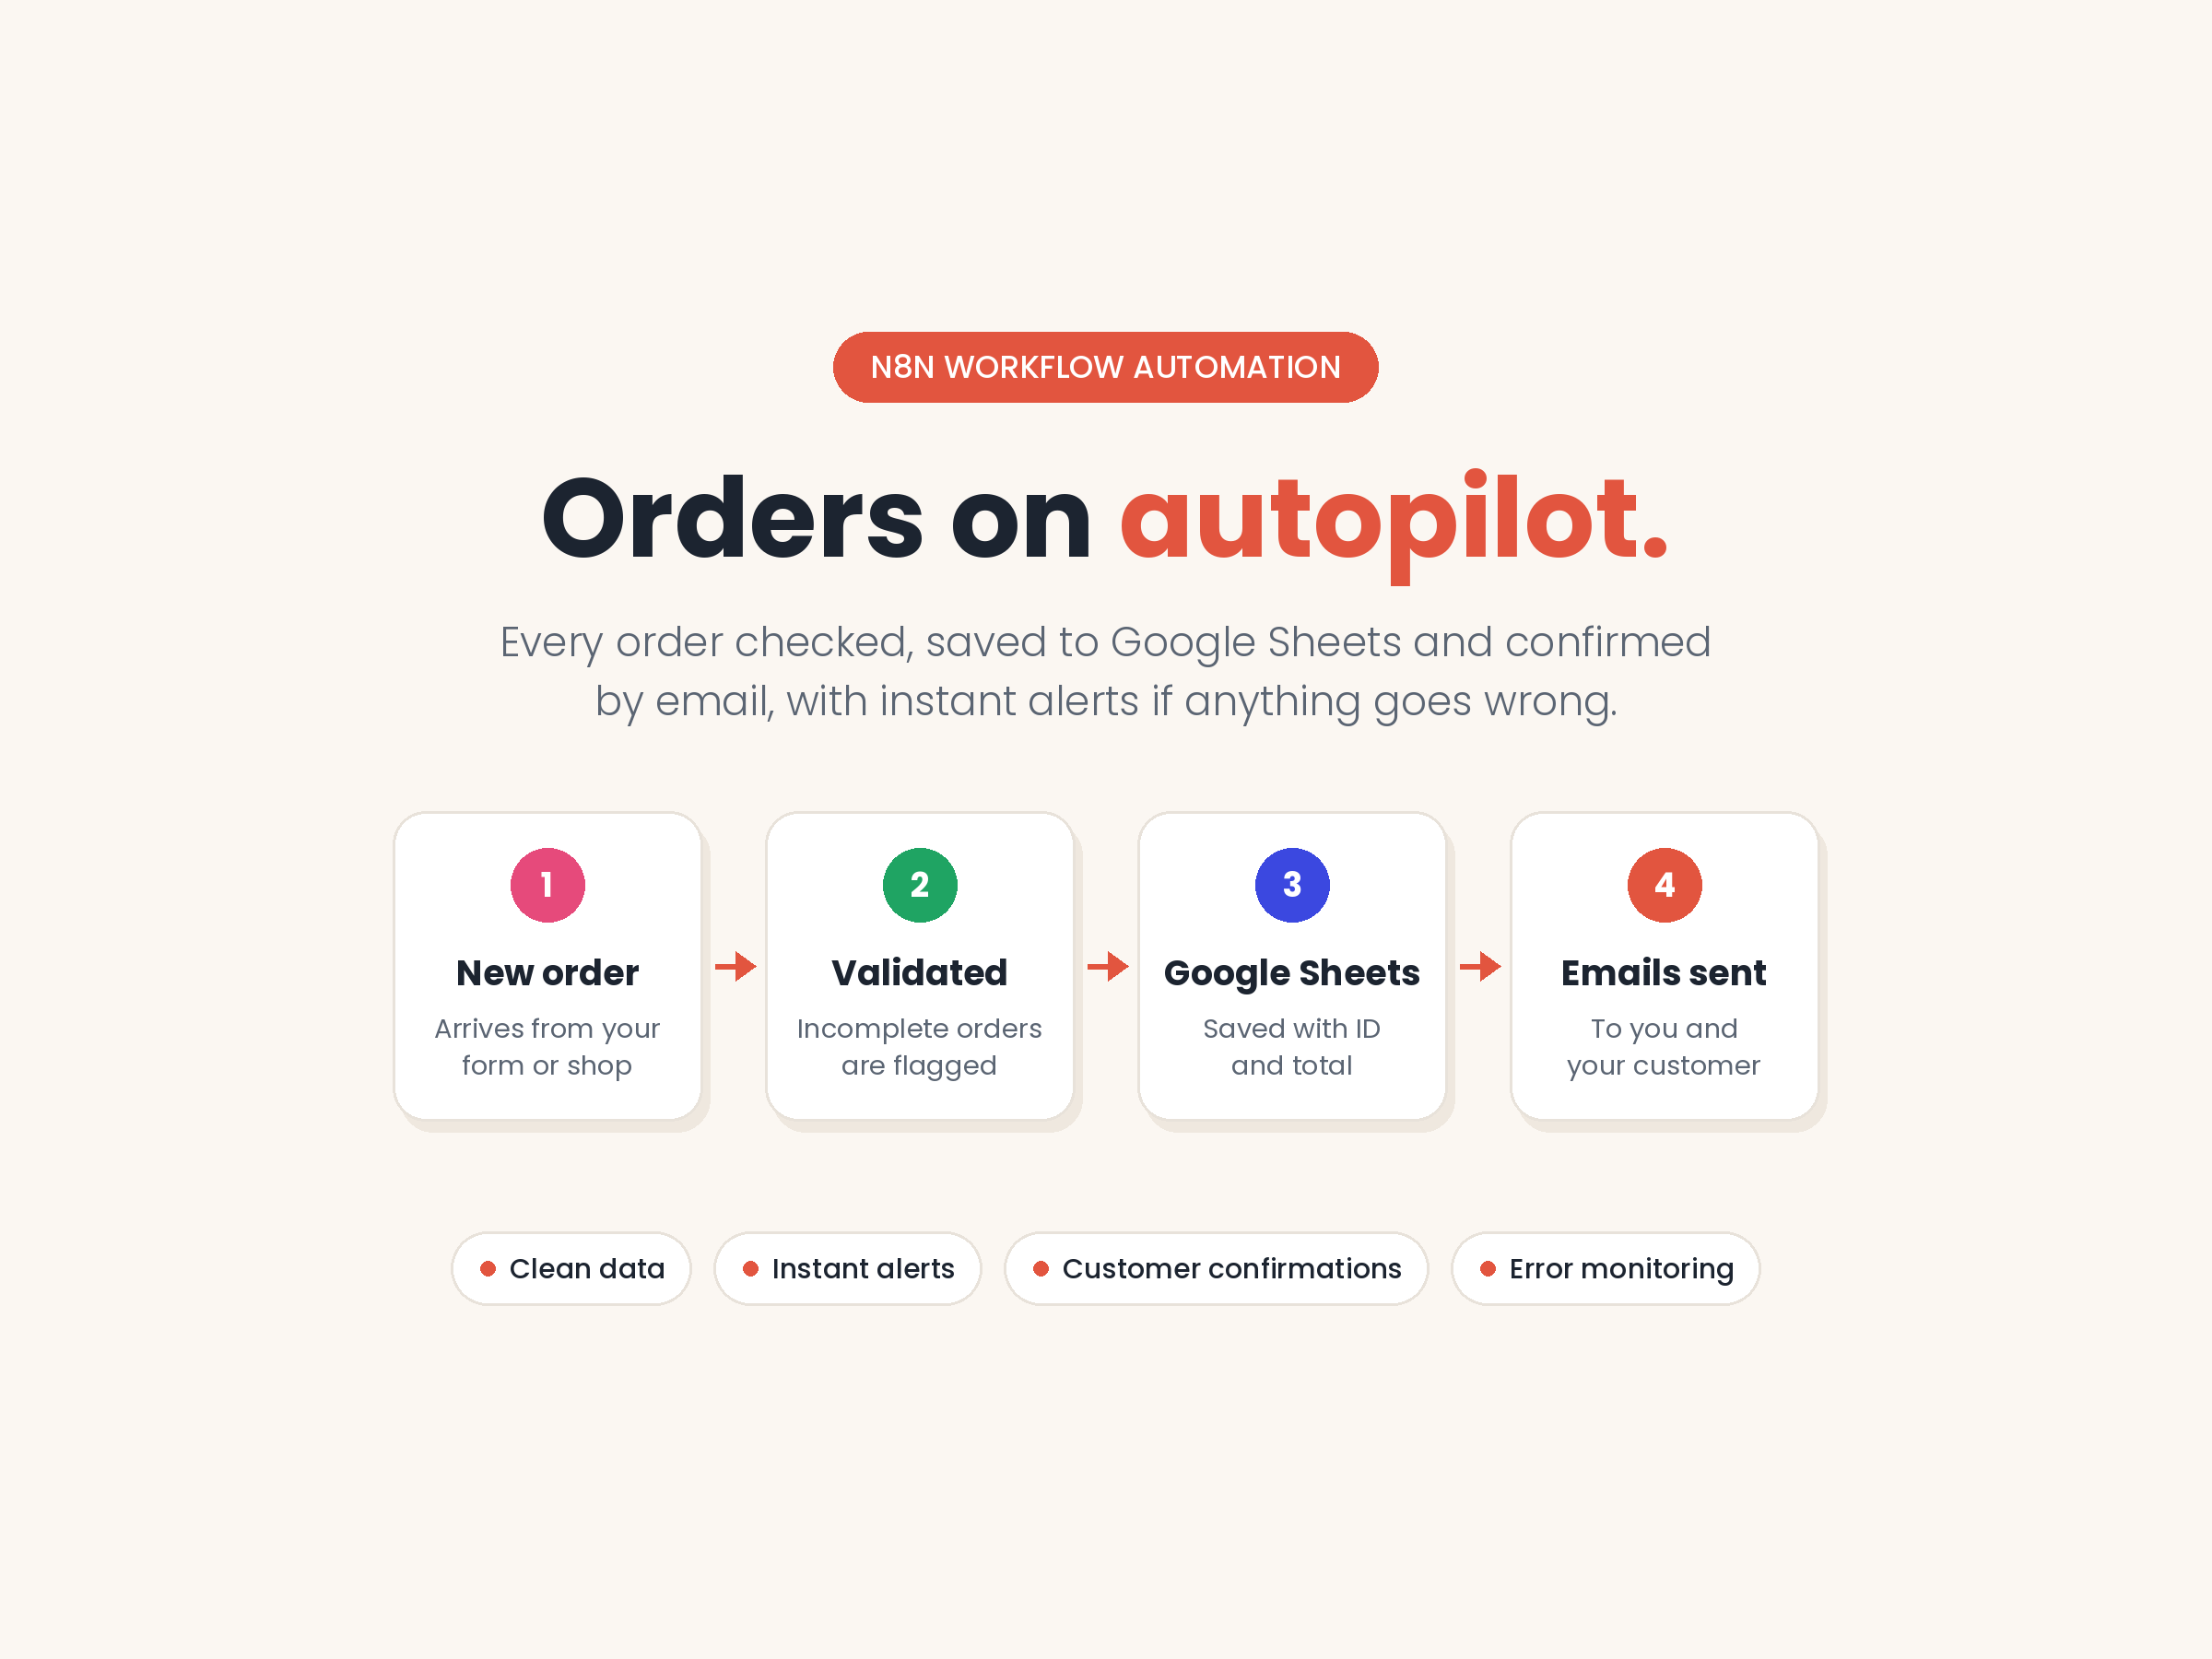 N8N WORKFLOW AUTOMATION
Orders on autopilot.
Every order checked, saved to Google Sheets and confirmed
by email, with instant alerts if anything goes wrong.
1
New order
Arrives from your
form or shop
2
Validated
Incomplete orders
are flagged
3
Google Sheets
Saved with ID
and total
4
Emails sent
To you and
your customer
Clean data
Instant alerts
Customer confirmations
Error monitoring